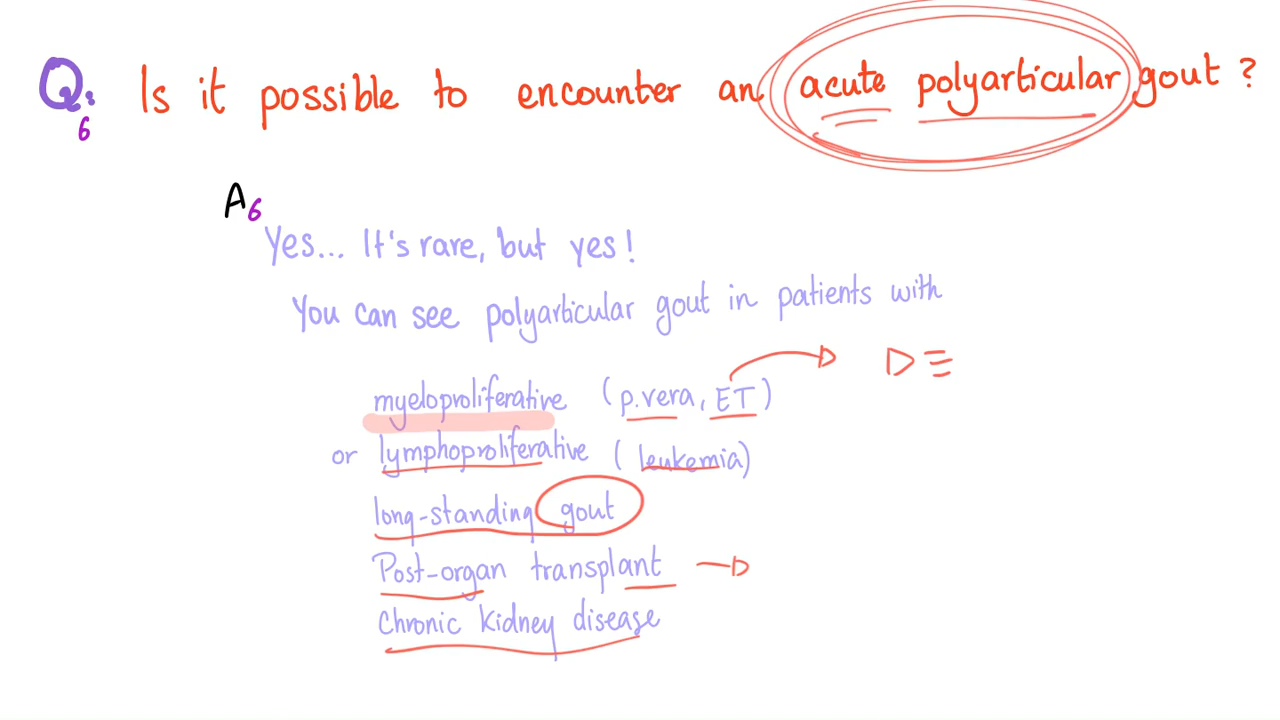 Q:6 Is it possible to encounter an acute polyarticular gout?
A6
Yes... It's rare, but yes!
You can see polyarticular gout in patients with
myeloproliferative (p.vera, ET)
or lymphoproliferative (leukemia)
long-standing gout
Post-organ transplant
Chronic kidney disease